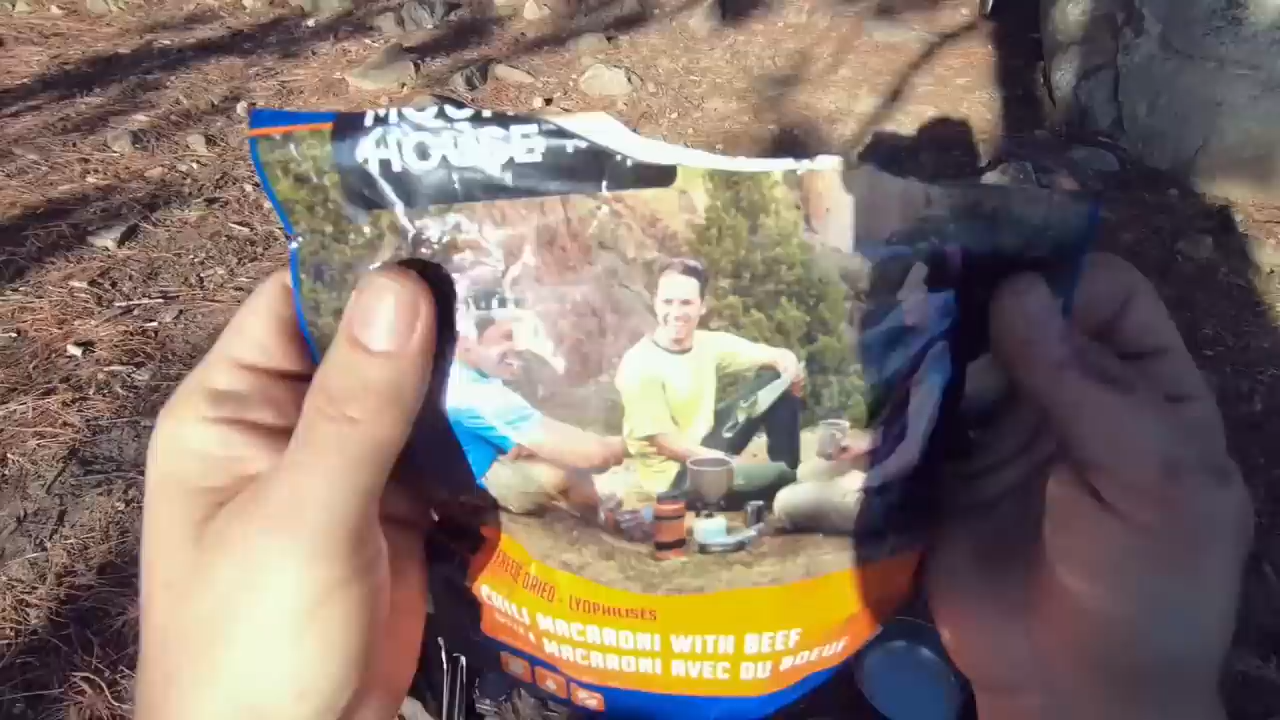 HOUSE
FREEZE DRIED - LYOPHILISÉS
CHILI MACARONI WITH BEEF
MACARONI AVEC DU BOEUF